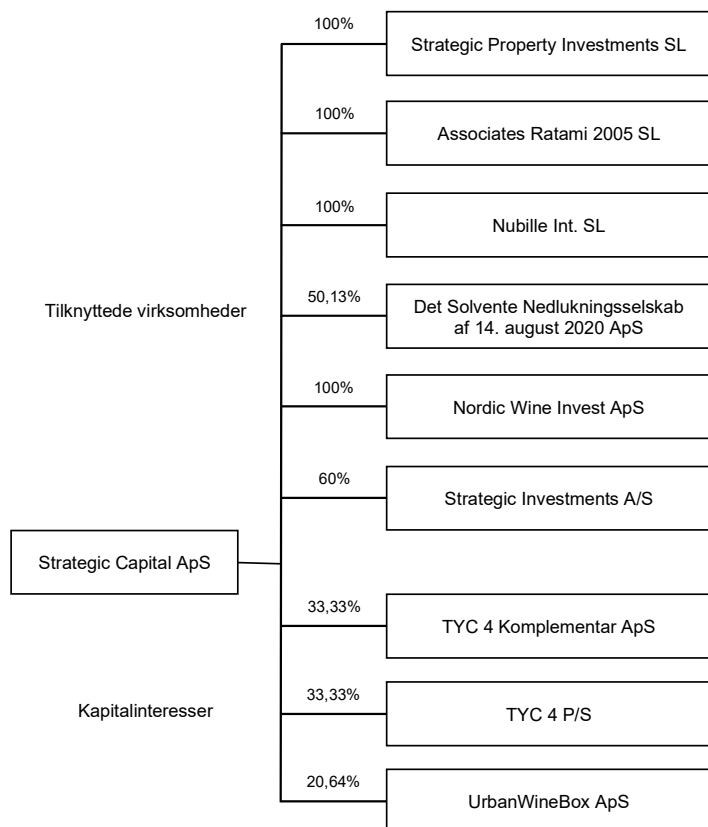 100%
Strategic Property Investments SL
100%
Associates Ratami 2005 SL
100%
Nubille Int. SL
Tilknyttede virksomheder
50,13%
Det Solvente Nedlukningsselskab
af 14. august 2020 ApS
100%
Nordic Wine Invest ApS
60%
Strategic Investments A/S
Strategic Capital ApS
33,33%
TYC 4 Komplementar ApS
Kapitalinteresser
33,33%
TYC 4 P/S
20,64%
UrbanWineBox ApS